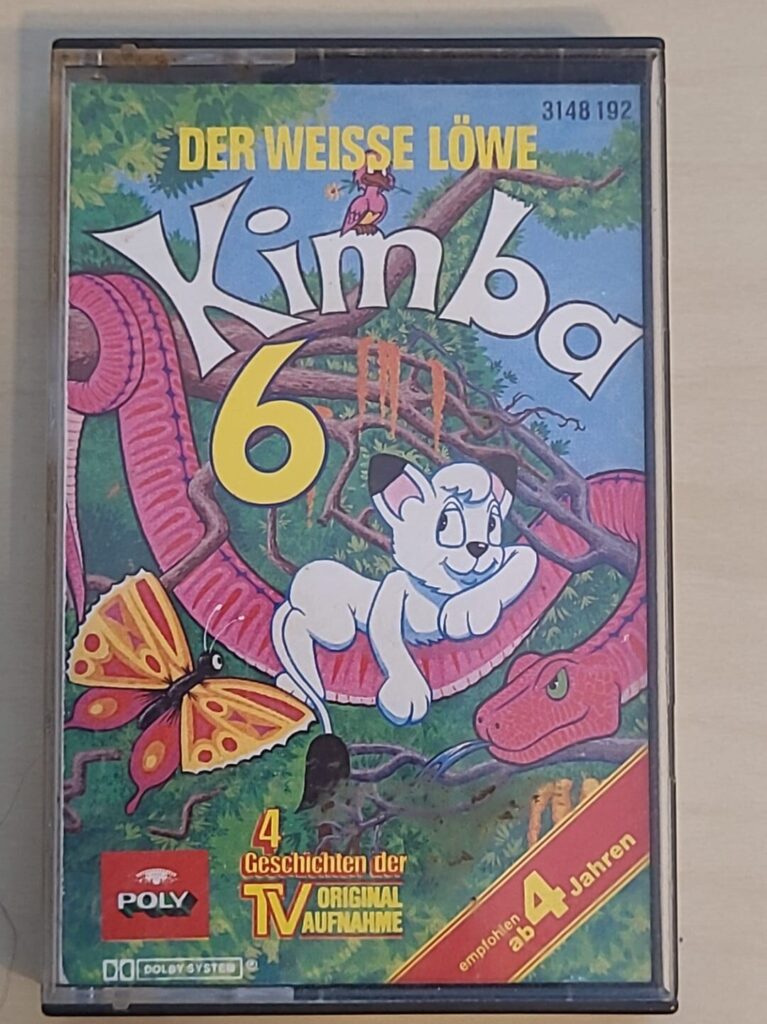 3148 192
DER WEISSE LÖWE
Kimba
6
4
Geschichten der
TV ORIGINAL
AUFNAHME
POLY
empfohlen
ab 4 Jahren
DOLBY SYSTEM